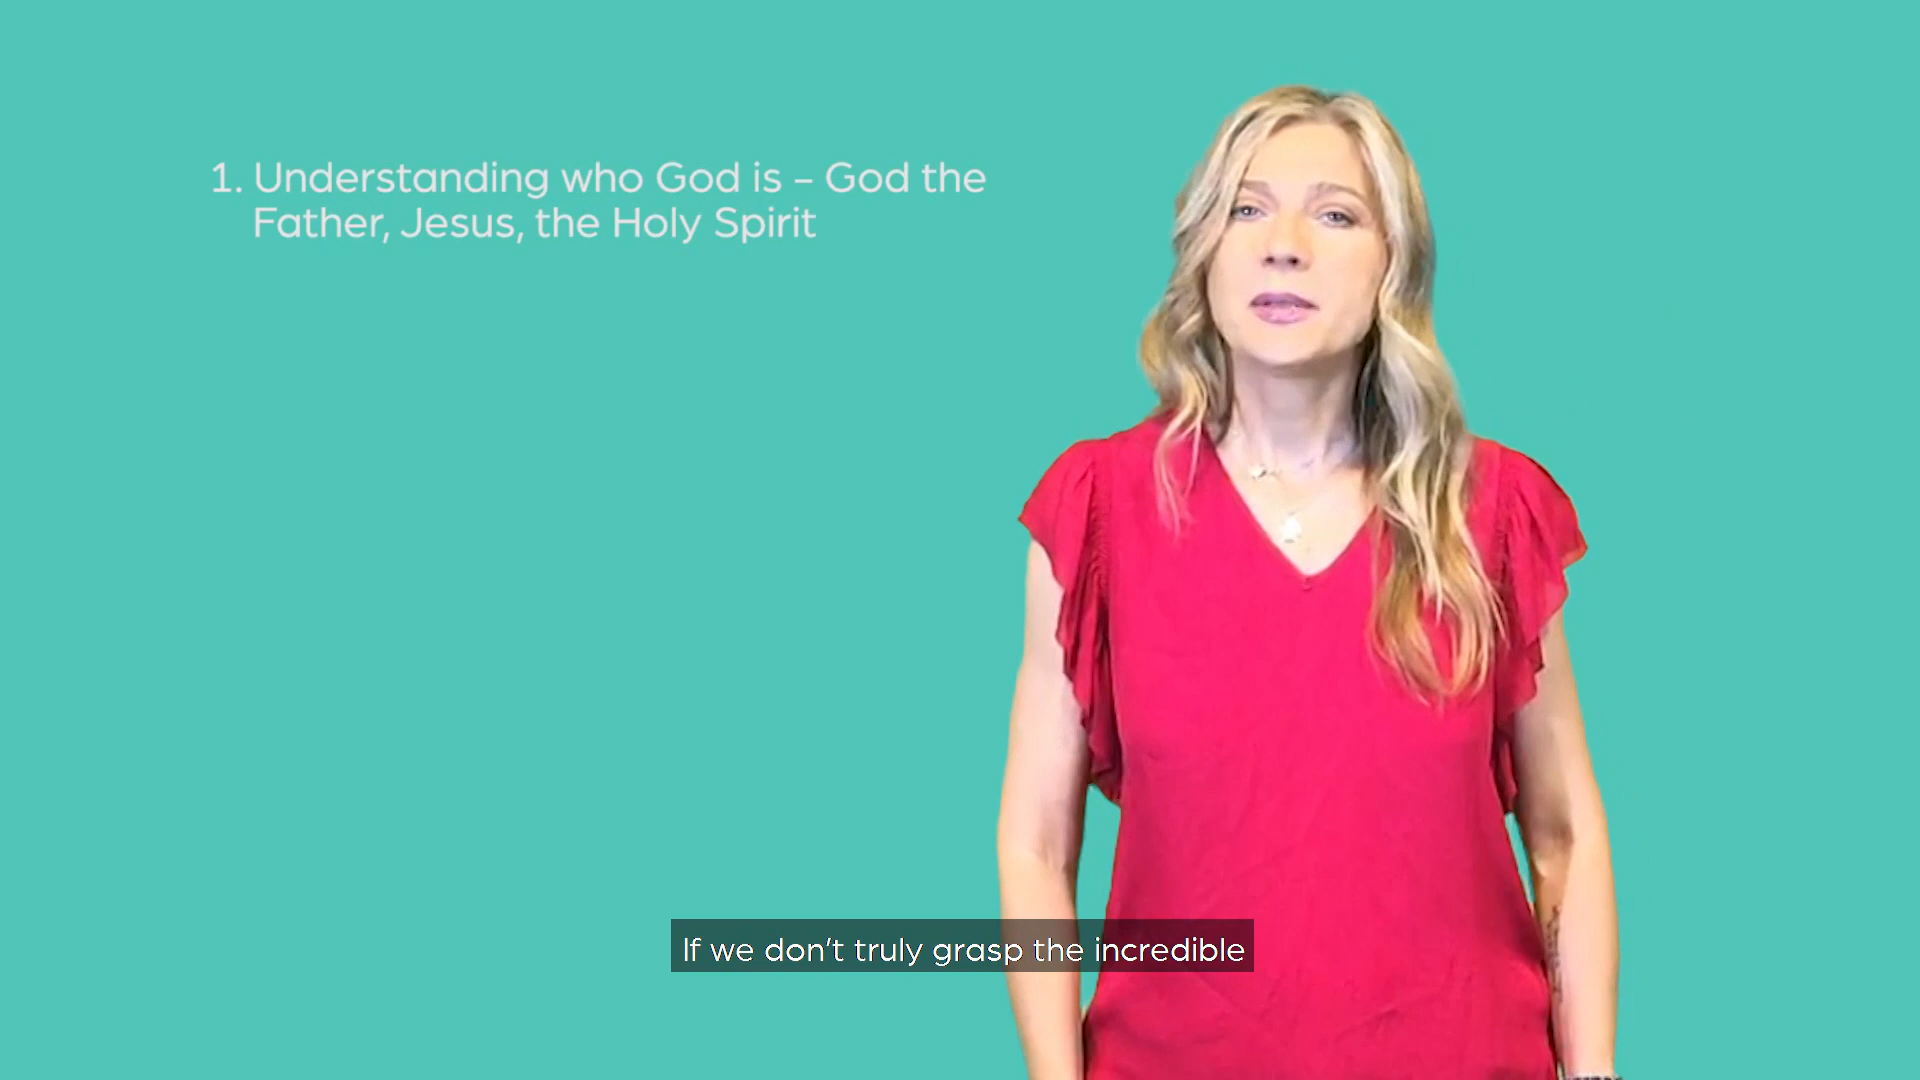 1. Understanding who God is – God the
Father, Jesus, the Holy Spirit
If we don't truly grasp the incredible